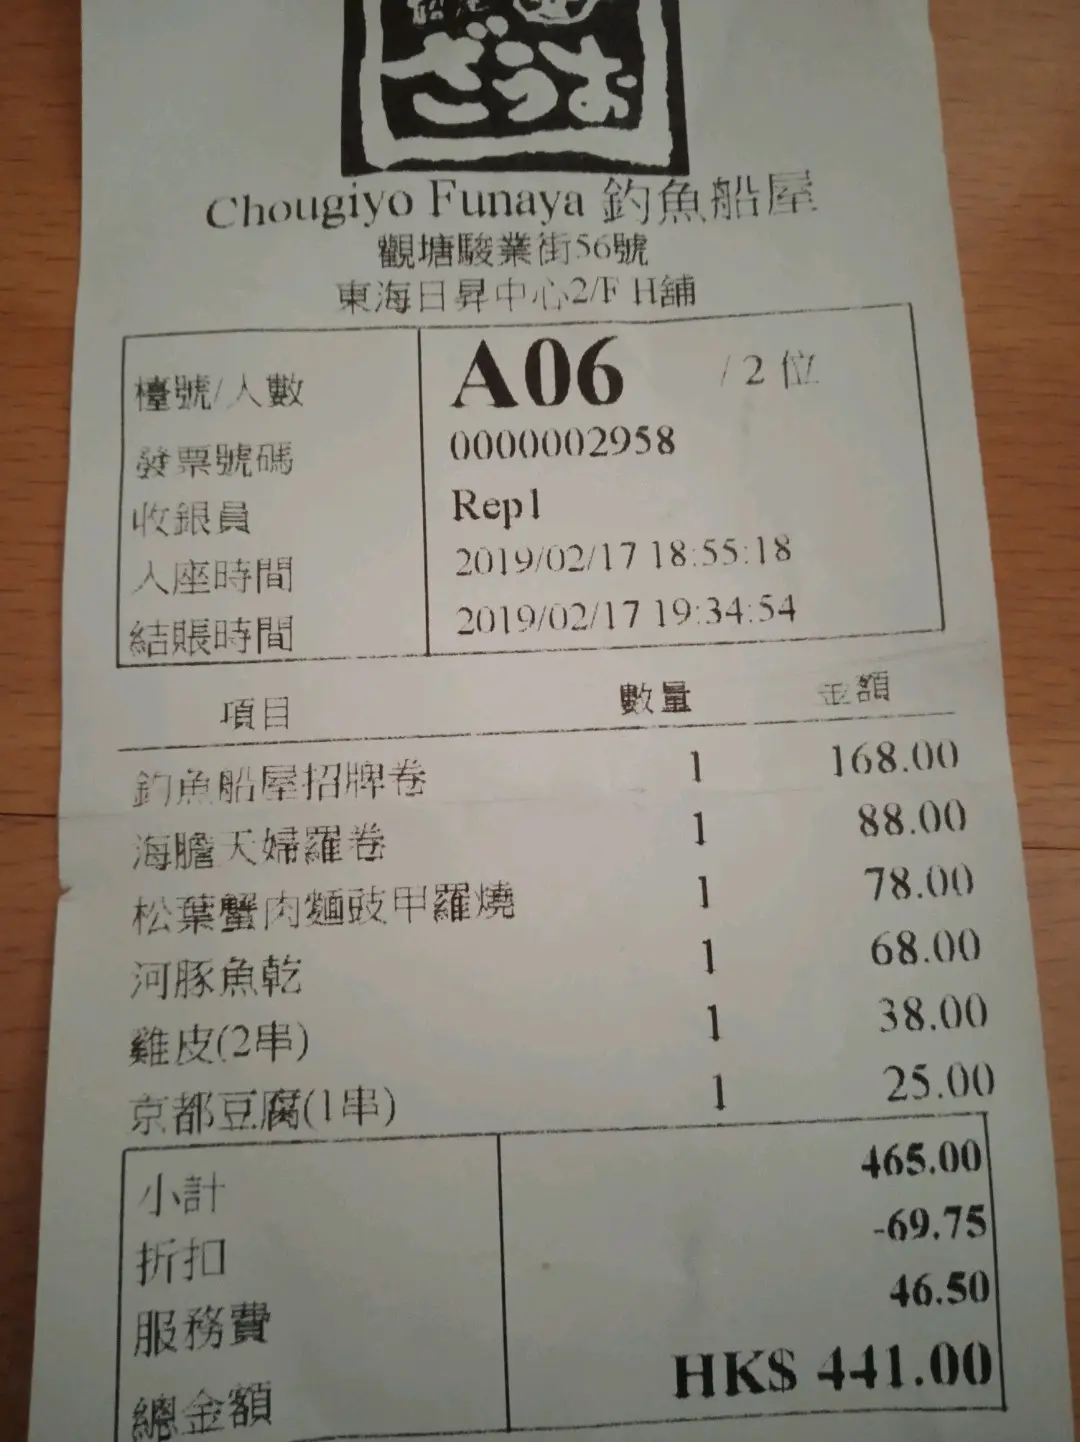 ざうお
Chougiyo Funaya 釣魚船屋
觀塘駿業街56號
東海日昇中心2/F H舖
檯號/人數 A06 / 2 位
發票號碼 0000002958
收銀員 Rep1
入座時間 2019/02/17 18:55:18
結賬時間 2019/02/17 19:34:54
項目 數量 金額
釣魚船屋招牌卷 1 168.00
海膽天婦羅卷 1 88.00
松葉蟹肉麵豉甲羅燒 1 78.00
河豚魚乾 1 68.00
雞皮(2串) 1 38.00
京都豆腐(1串) 1 25.00
小計 465.00
折扣 -69.75
服務費 46.50
總金額 HK$ 441.00